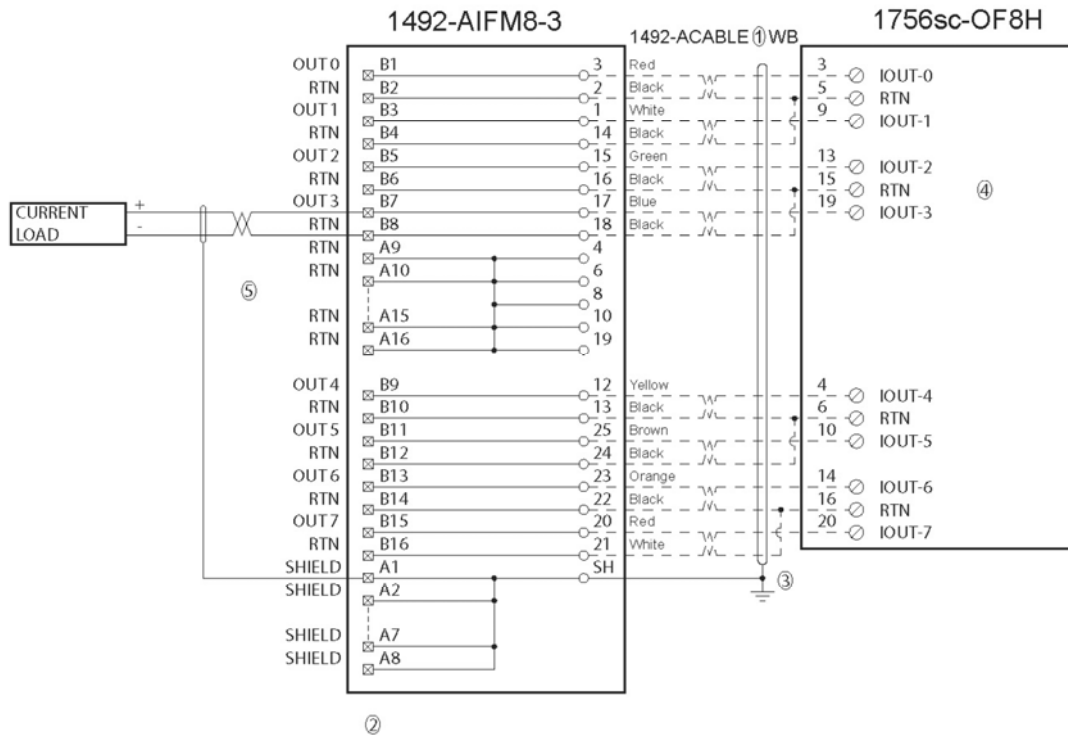 1492-AIFM8-3
1756sc-OF8H
1492-ACABLE ① WB
OUT 0 B1 3 Red 3 IOUT-0
RTN B2 2 Black 5 RTN
OUT 1 B3 1 White 9 IOUT-1
RTN B4 14 Black
OUT 2 B5 15 Green 13 IOUT-2
RTN B6 16 Black 15 RTN ④
OUT 3 B7 17 Blue 19 IOUT-3
CURRENT + 
LOAD -
RTN B8 18 Black
RTN A9 4
RTN A10 6
⑤
8
RTN A15 10
RTN A16 19
OUT 4 B9 12 Yellow 4 IOUT-4
RTN B10 13 Black 6 RTN
OUT 5 B11 25 Brown 10 IOUT-5
RTN B12 24 Black
OUT 6 B13 23 Orange 14 IOUT-6
RTN B14 22 Black 16 RTN
OUT 7 B15 20 Red 20 IOUT-7
RTN B16 21 White
SHIELD A1 SH ③
SHIELD A2
SHIELD A7
SHIELD A8
②